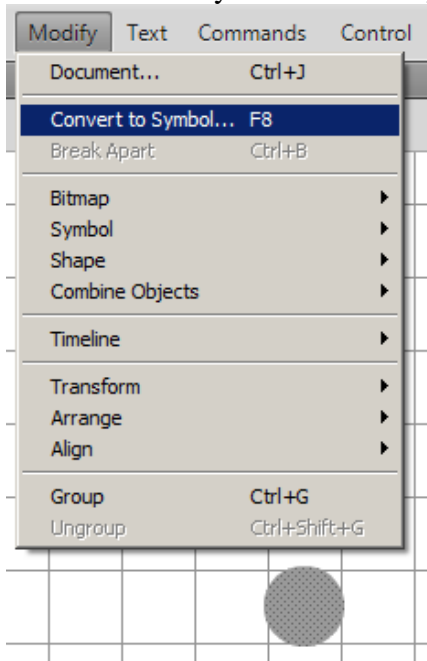 Modify Text Commands Control
Document... Ctrl+J
Convert to Symbol... F8
Break Apart Ctrl+B
Bitmap
Symbol
Shape
Combine Objects
Timeline
Transform
Arrange
Align
Group Ctrl+G
Ungroup Ctrl+Shift+G